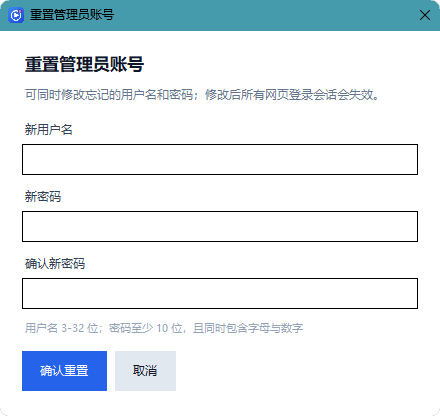 重置管理员账号
重置管理员账号
可同时修改忘记的用户名和密码；修改后所有网页登录会话会失效。
新用户名
新密码
确认新密码
用户名 3-32 位；密码至少 10 位，且同时包含字母与数字
确认重置
取消